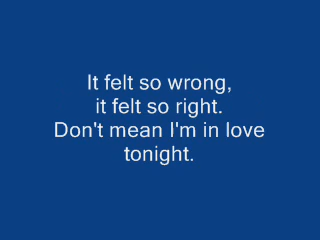 It felt so wrong,
it felt so right.
Don't mean I'm in love
tonight.